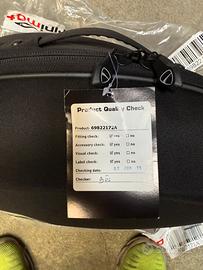 Product Quality Check
Product: 69B22172A
Fitting check: ☑ yes ☐ no
Accessory check: ☑ yes ☐ no
Visual check: ☑ yes ☐ no
Label check: ☑ yes ☐ no
Checking date:
Checker: